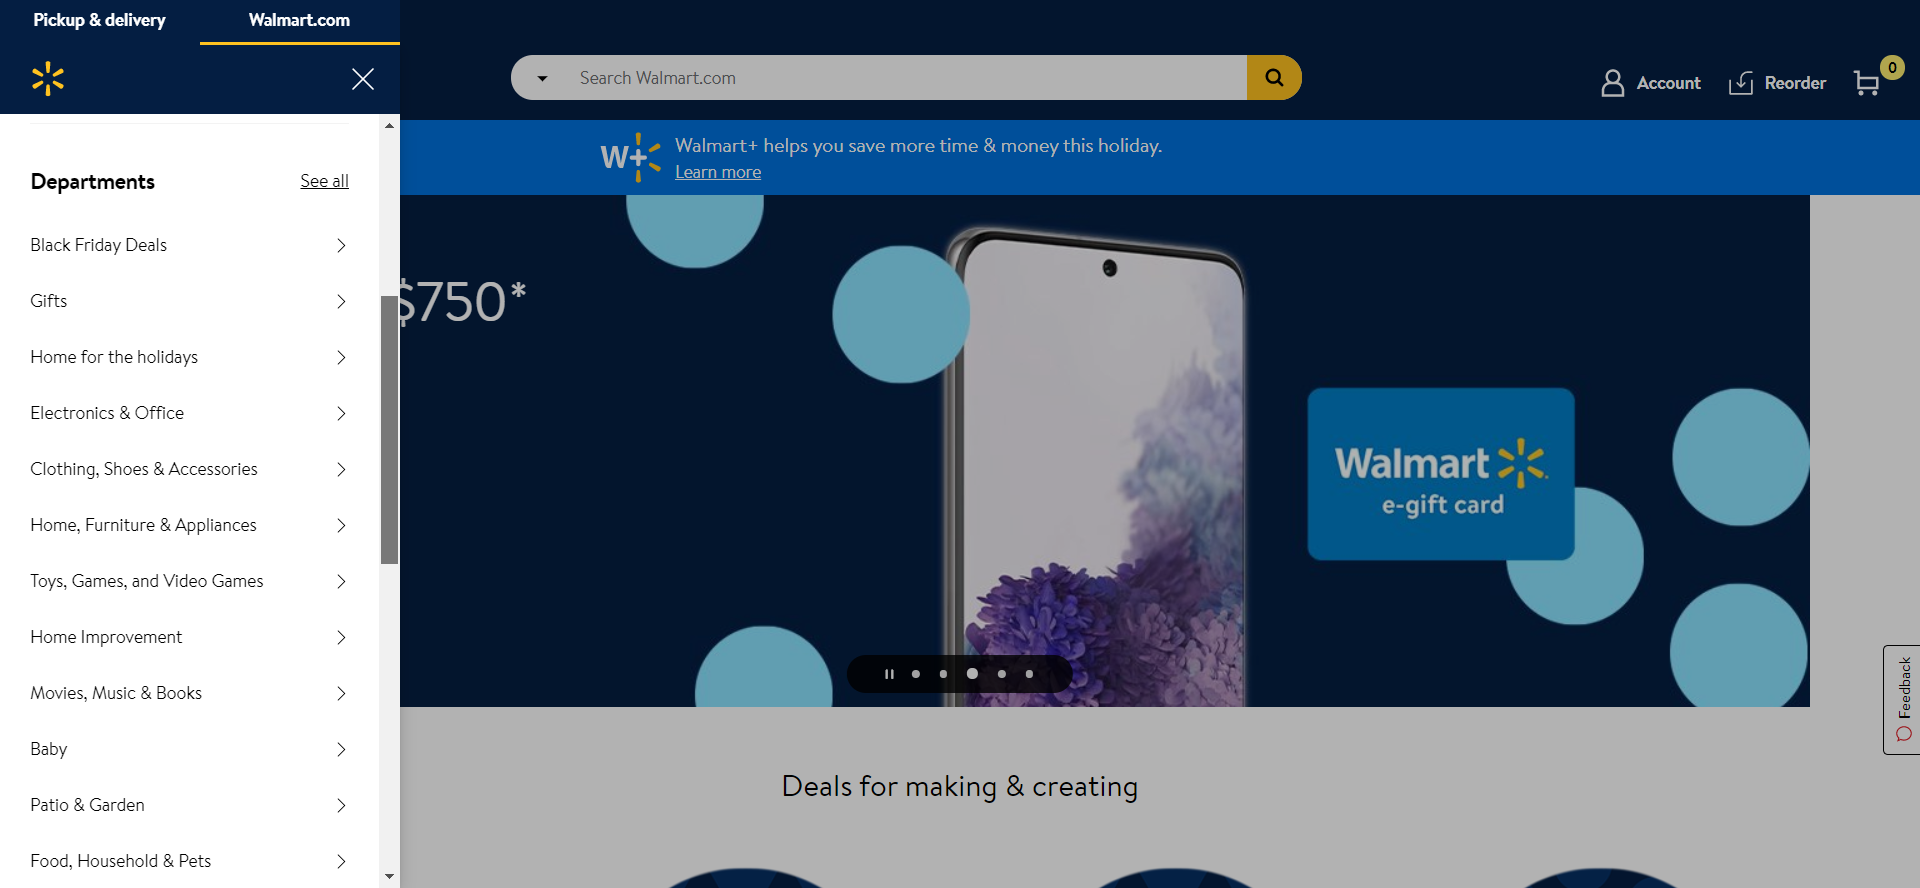 Pickup & delivery
Walmart.com
Search Walmart.com
Account
Reorder
0
W+
Walmart+ helps you save more time & money this holiday.
Learn more
Departments
See all
Black Friday Deals
Gifts
Home for the holidays
Electronics & Office
Clothing, Shoes & Accessories
Home, Furniture & Appliances
Toys, Games, and Video Games
Home Improvement
Movies, Music & Books
Baby
Patio & Garden
Food, Household & Pets
$750*
Walmart
e-gift card
Feedback
Deals for making & creating